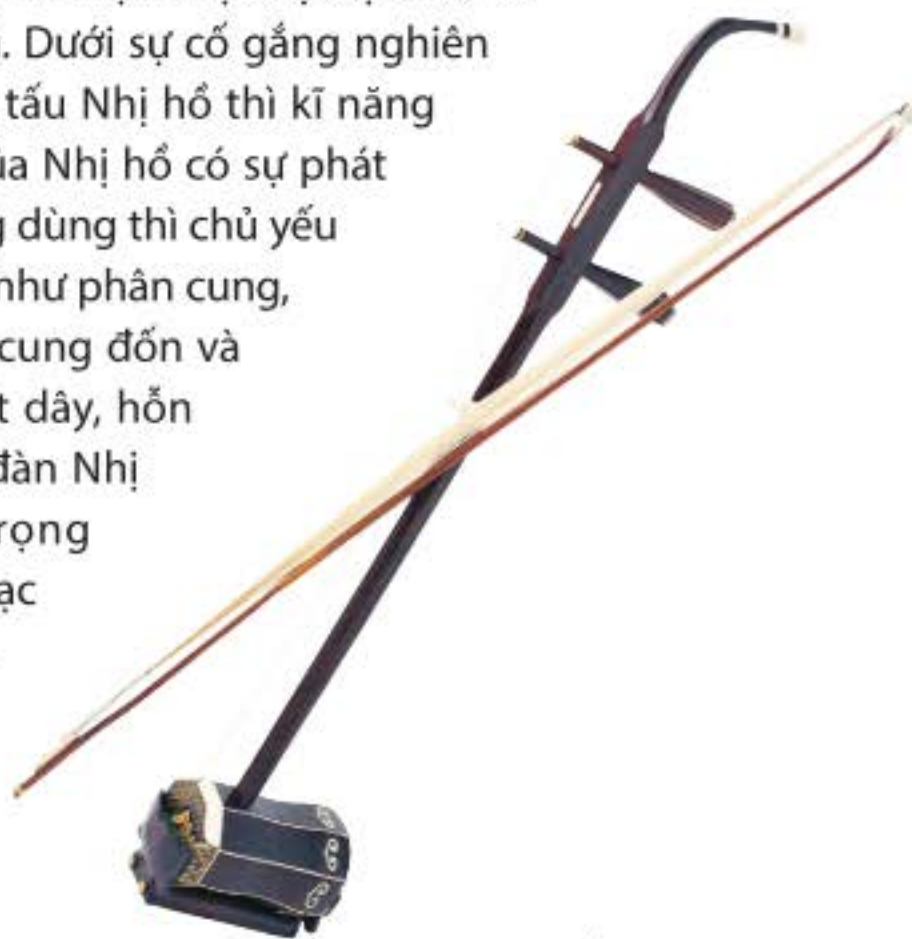 . Dưới sự cố gắng nghiên
tấu Nhị hồ thì kĩ năng
ủa Nhị hồ có sự phát
g dùng thì chủ yếu
như phân cung,
cung đốn và
t dây, hỗn
đàn Nhị
rọng
ạc